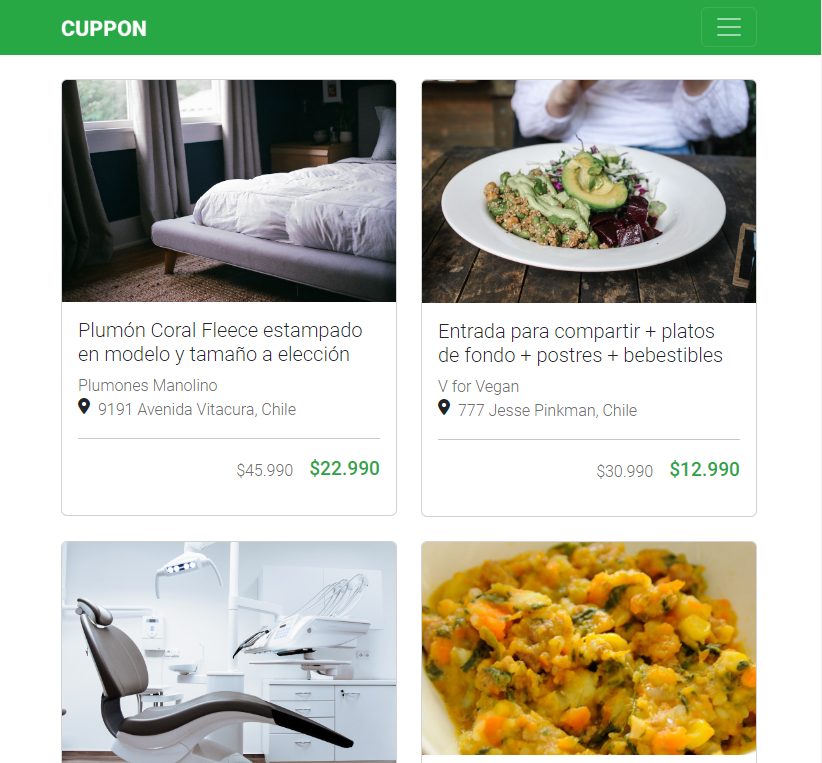 CUPPON
Plumón Coral Fleece estampado
en modelo y tamaño a elección
Plumones Manolino
9191 Avenida Vitacura, Chile
$45.990 $22.990
Entrada para compartir + platos
de fondo + postres + bebestibles
V for Vegan
777 Jesse Pinkman, Chile
$30.990 $12.990